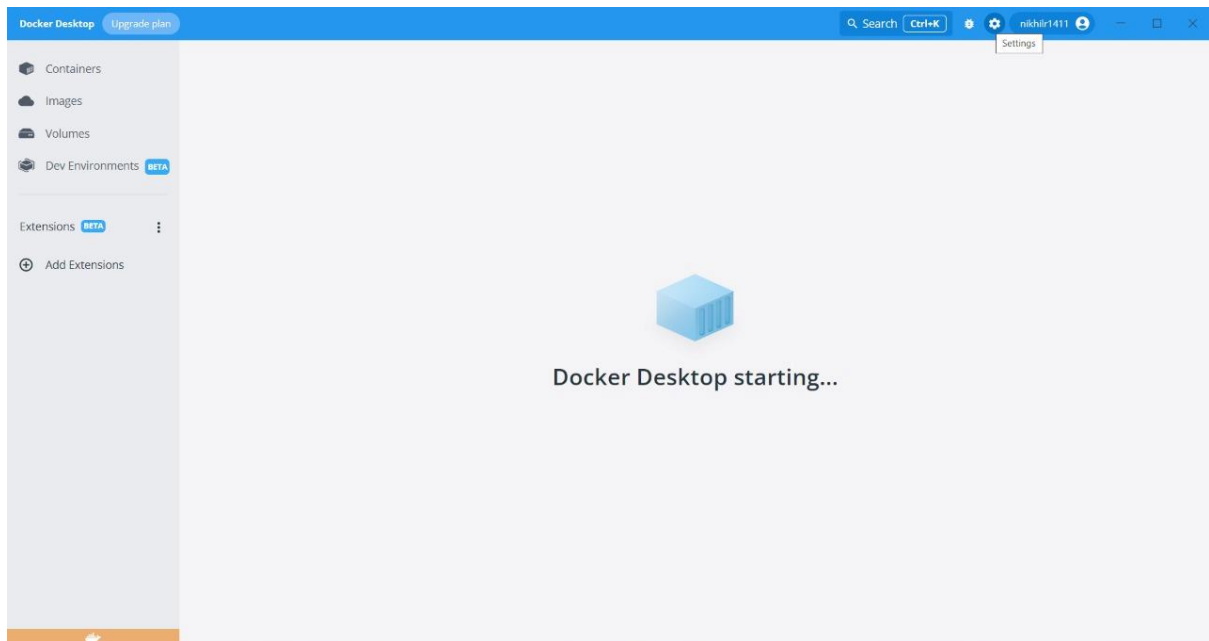 Docker Desktop Upgrade plan Search Ctrl+K nikhilr1411
Settings
Containers
Images
Volumes
Dev Environments BETA
Extensions BETA
Add Extensions
Docker Desktop starting...